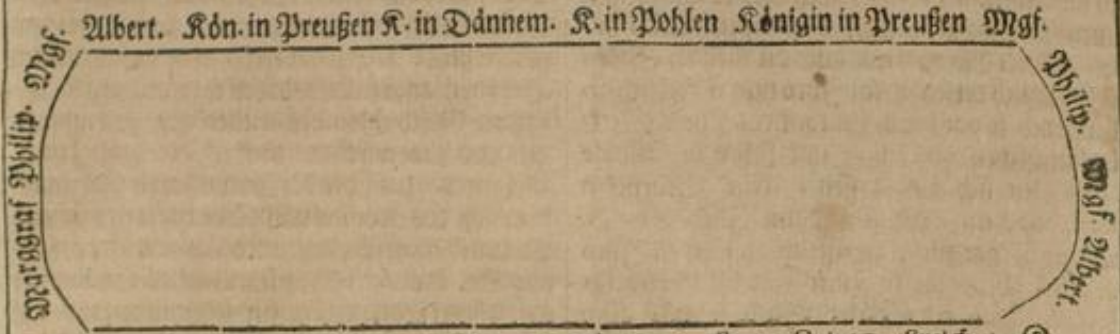 Marggraf Philip. Mgf.
Albert. Kön. in Preußen K. in Dännem. K. in Pohlen Königin in Preußen Mgf.
Philip. Mgf. Albert.